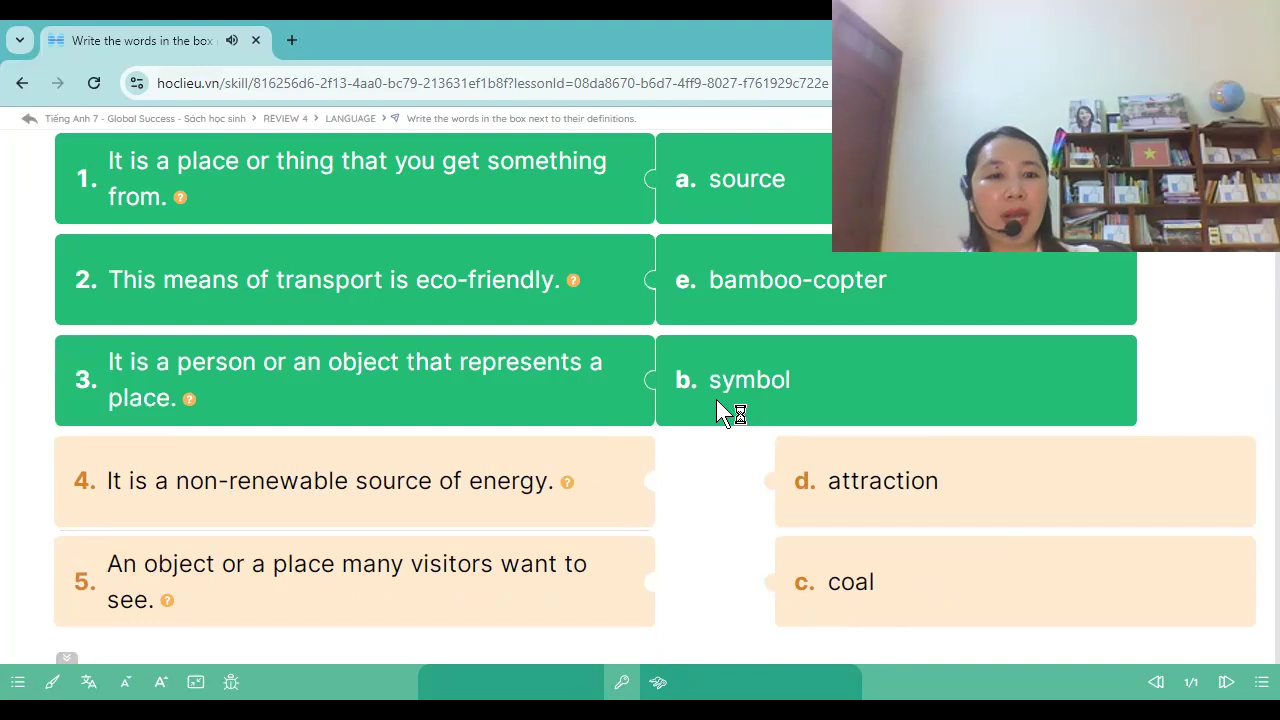 Write the words in the box
hoclieu.vn/skill/816256d6-2f13-4aa0-bc79-213631ef1b8f?lessonId=08da8670-b6d7-4ff9-8027-f761929c722e
Tiếng Anh 7 - Global Success - Sách học sinh > REVIEW 4 > LANGUAGE > Write the words in the box next to their definitions.
1. It is a place or thing that you get something
from. ?
a. source
2. This means of transport is eco-friendly. ?
e. bamboo-copter
3. It is a person or an object that represents a
place. ?
b. symbol
4. It is a non-renewable source of energy. ?
d. attraction
5. An object or a place many visitors want to
see. ?
c. coal
1/1